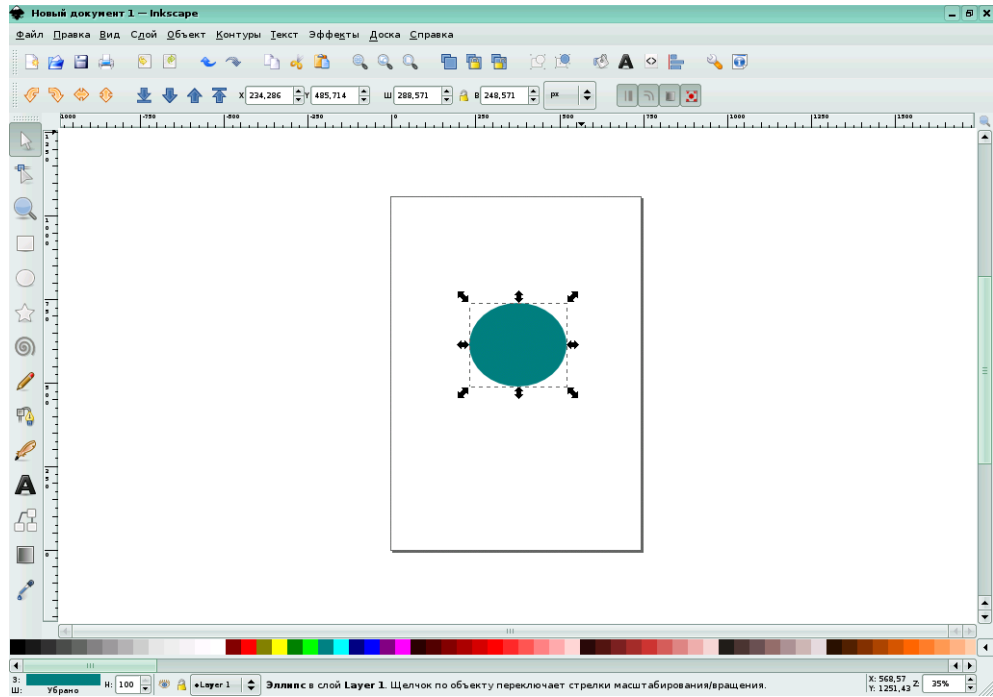 Новый документ 1 — Inkscape
Файл Правка Вид Слой Объект Контуры Текст Эффекты Доска Справка
X 234,286 Y 485,714 Ш 288,571 В 248,571 px
1000 -750 -500 -250 0 250 500 750 1000 1250 1500
З:
Ш: Убрано
Н: 100
•Layer 1
Эллипс в слой Layer 1. Щелчок по объекту переключает стрелки масштабирования/вращения.
X: 568,57
Y: 1251,43
Z: 35%